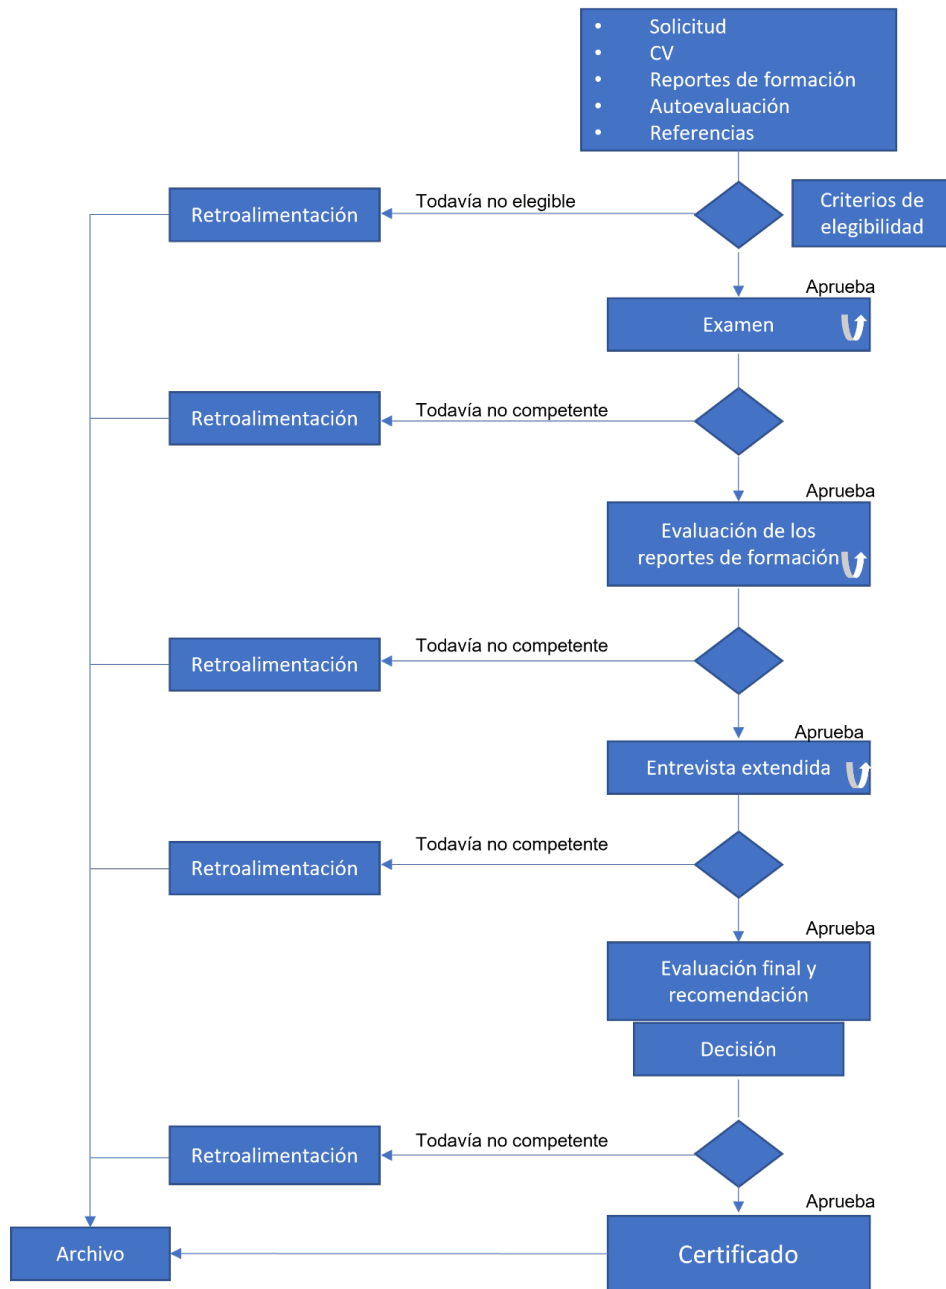 • Solicitud
• CV
• Reportes de formación
• Autoevaluación
• Referencias
Criterios de
elegibilidad
Todavía no elegible
Retroalimentación
Aprueba
Examen
Todavía no competente
Retroalimentación
Aprueba
Evaluación de los
reportes de formación
Todavía no competente
Retroalimentación
Aprueba
Entrevista extendida
Todavía no competente
Retroalimentación
Aprueba
Evaluación final y
recomendación
Decisión
Todavía no competente
Retroalimentación
Aprueba
Certificado
Archivo